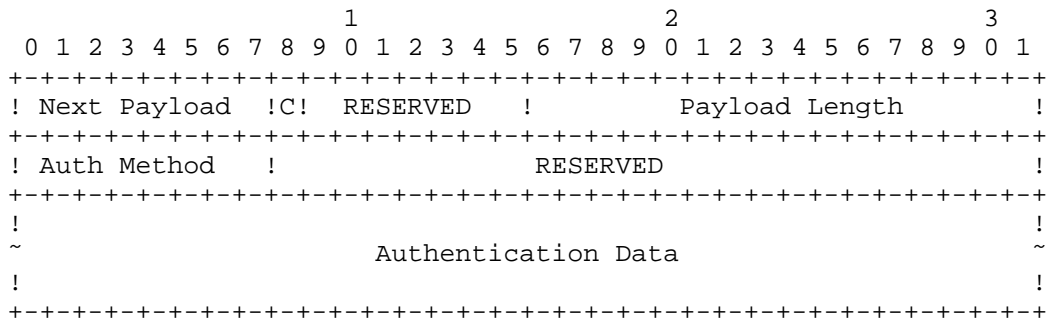 1                   2                   3
 0 1 2 3 4 5 6 7 8 9 0 1 2 3 4 5 6 7 8 9 0 1 2 3 4 5 6 7 8 9 0 1
+-+-+-+-+-+-+-+-+-+-+-+-+-+-+-+-+-+-+-+-+-+-+-+-+-+-+-+-+-+-+-+-+
! Next Payload  !C!  RESERVED   !         Payload Length        !
+-+-+-+-+-+-+-+-+-+-+-+-+-+-+-+-+-+-+-+-+-+-+-+-+-+-+-+-+-+-+-+-+
! Auth Method   !                RESERVED                       !
+-+-+-+-+-+-+-+-+-+-+-+-+-+-+-+-+-+-+-+-+-+-+-+-+-+-+-+-+-+-+-+-+
!                                                               !
~                      Authentication Data                      ~
!                                                               !
+-+-+-+-+-+-+-+-+-+-+-+-+-+-+-+-+-+-+-+-+-+-+-+-+-+-+-+-+-+-+-+-+